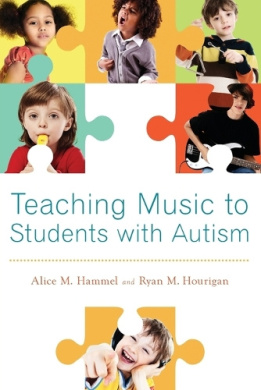 Teaching Music to
Students with Autism
Alice M. Hammel and Ryan M. Hourigan